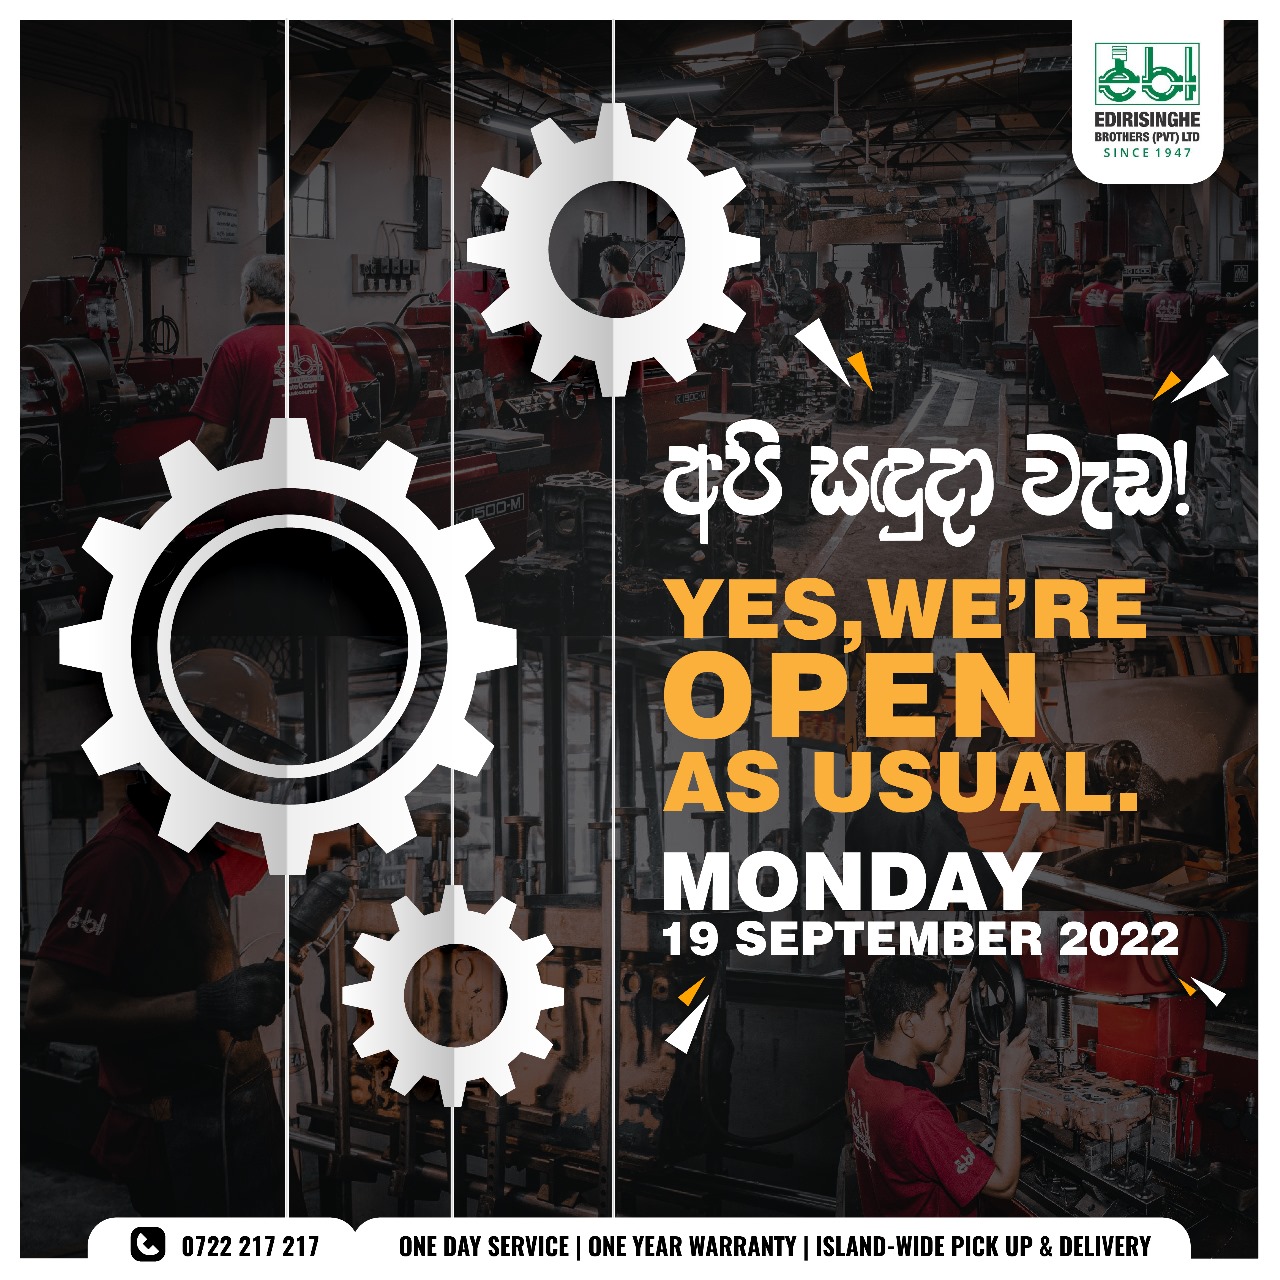 ebl
EDIRISINGHE
BROTHERS (PVT) LTD
SINCE 1947
අපි සඳුදා වැඩ!
YES,WE'RE
OPEN
AS USUAL.
MONDAY
19 SEPTEMBER 2022
0722 217 217
ONE DAY SERVICE | ONE YEAR WARRANTY | ISLAND-WIDE PICK UP & DELIVERY